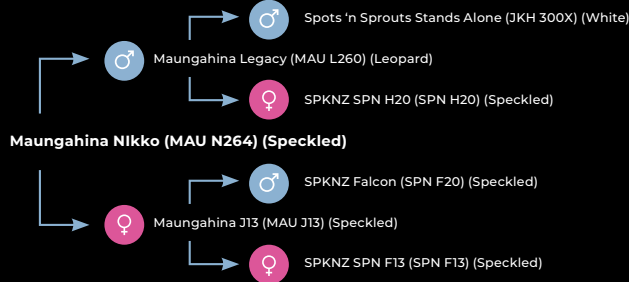 Spots ‘n Sprouts Stands Alone (JKH 300X) (White)
Maungahina Legacy (MAU L260) (Leopard)
SPKNZ SPN H20 (SPN H20) (Speckled)
Maungahina NIkko (MAU N264) (Speckled)
SPKNZ Falcon (SPN F20) (Speckled)
Maungahina J13 (MAU J13) (Speckled)
SPKNZ SPN F13 (SPN F13) (Speckled)